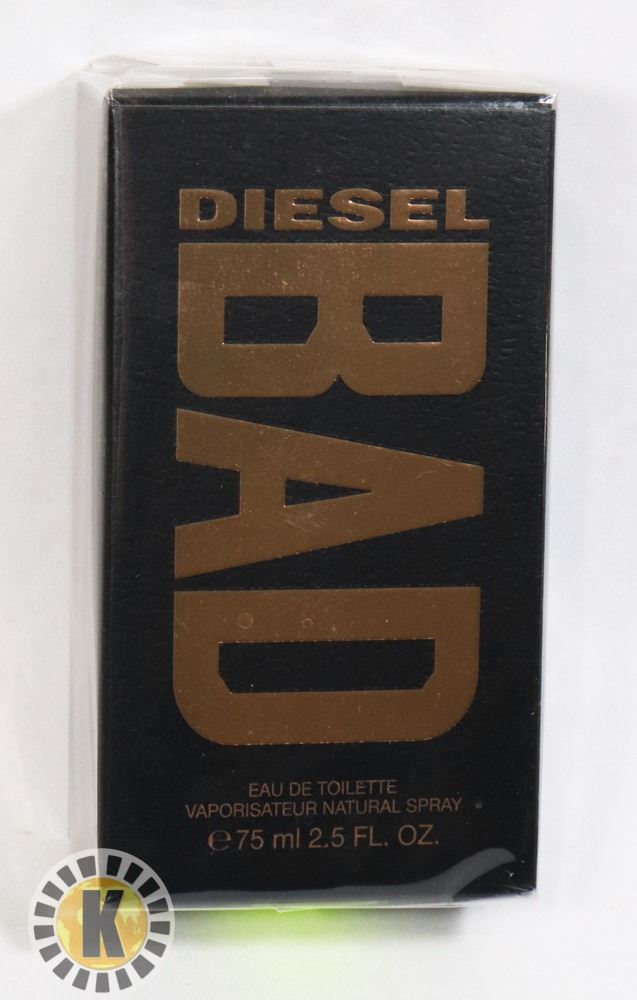 DIESEL
BAD
EAU DE TOILETTE
VAPORISATEUR NATURAL SPRAY
℮ 75 ml 2.5 FL. OZ.
K